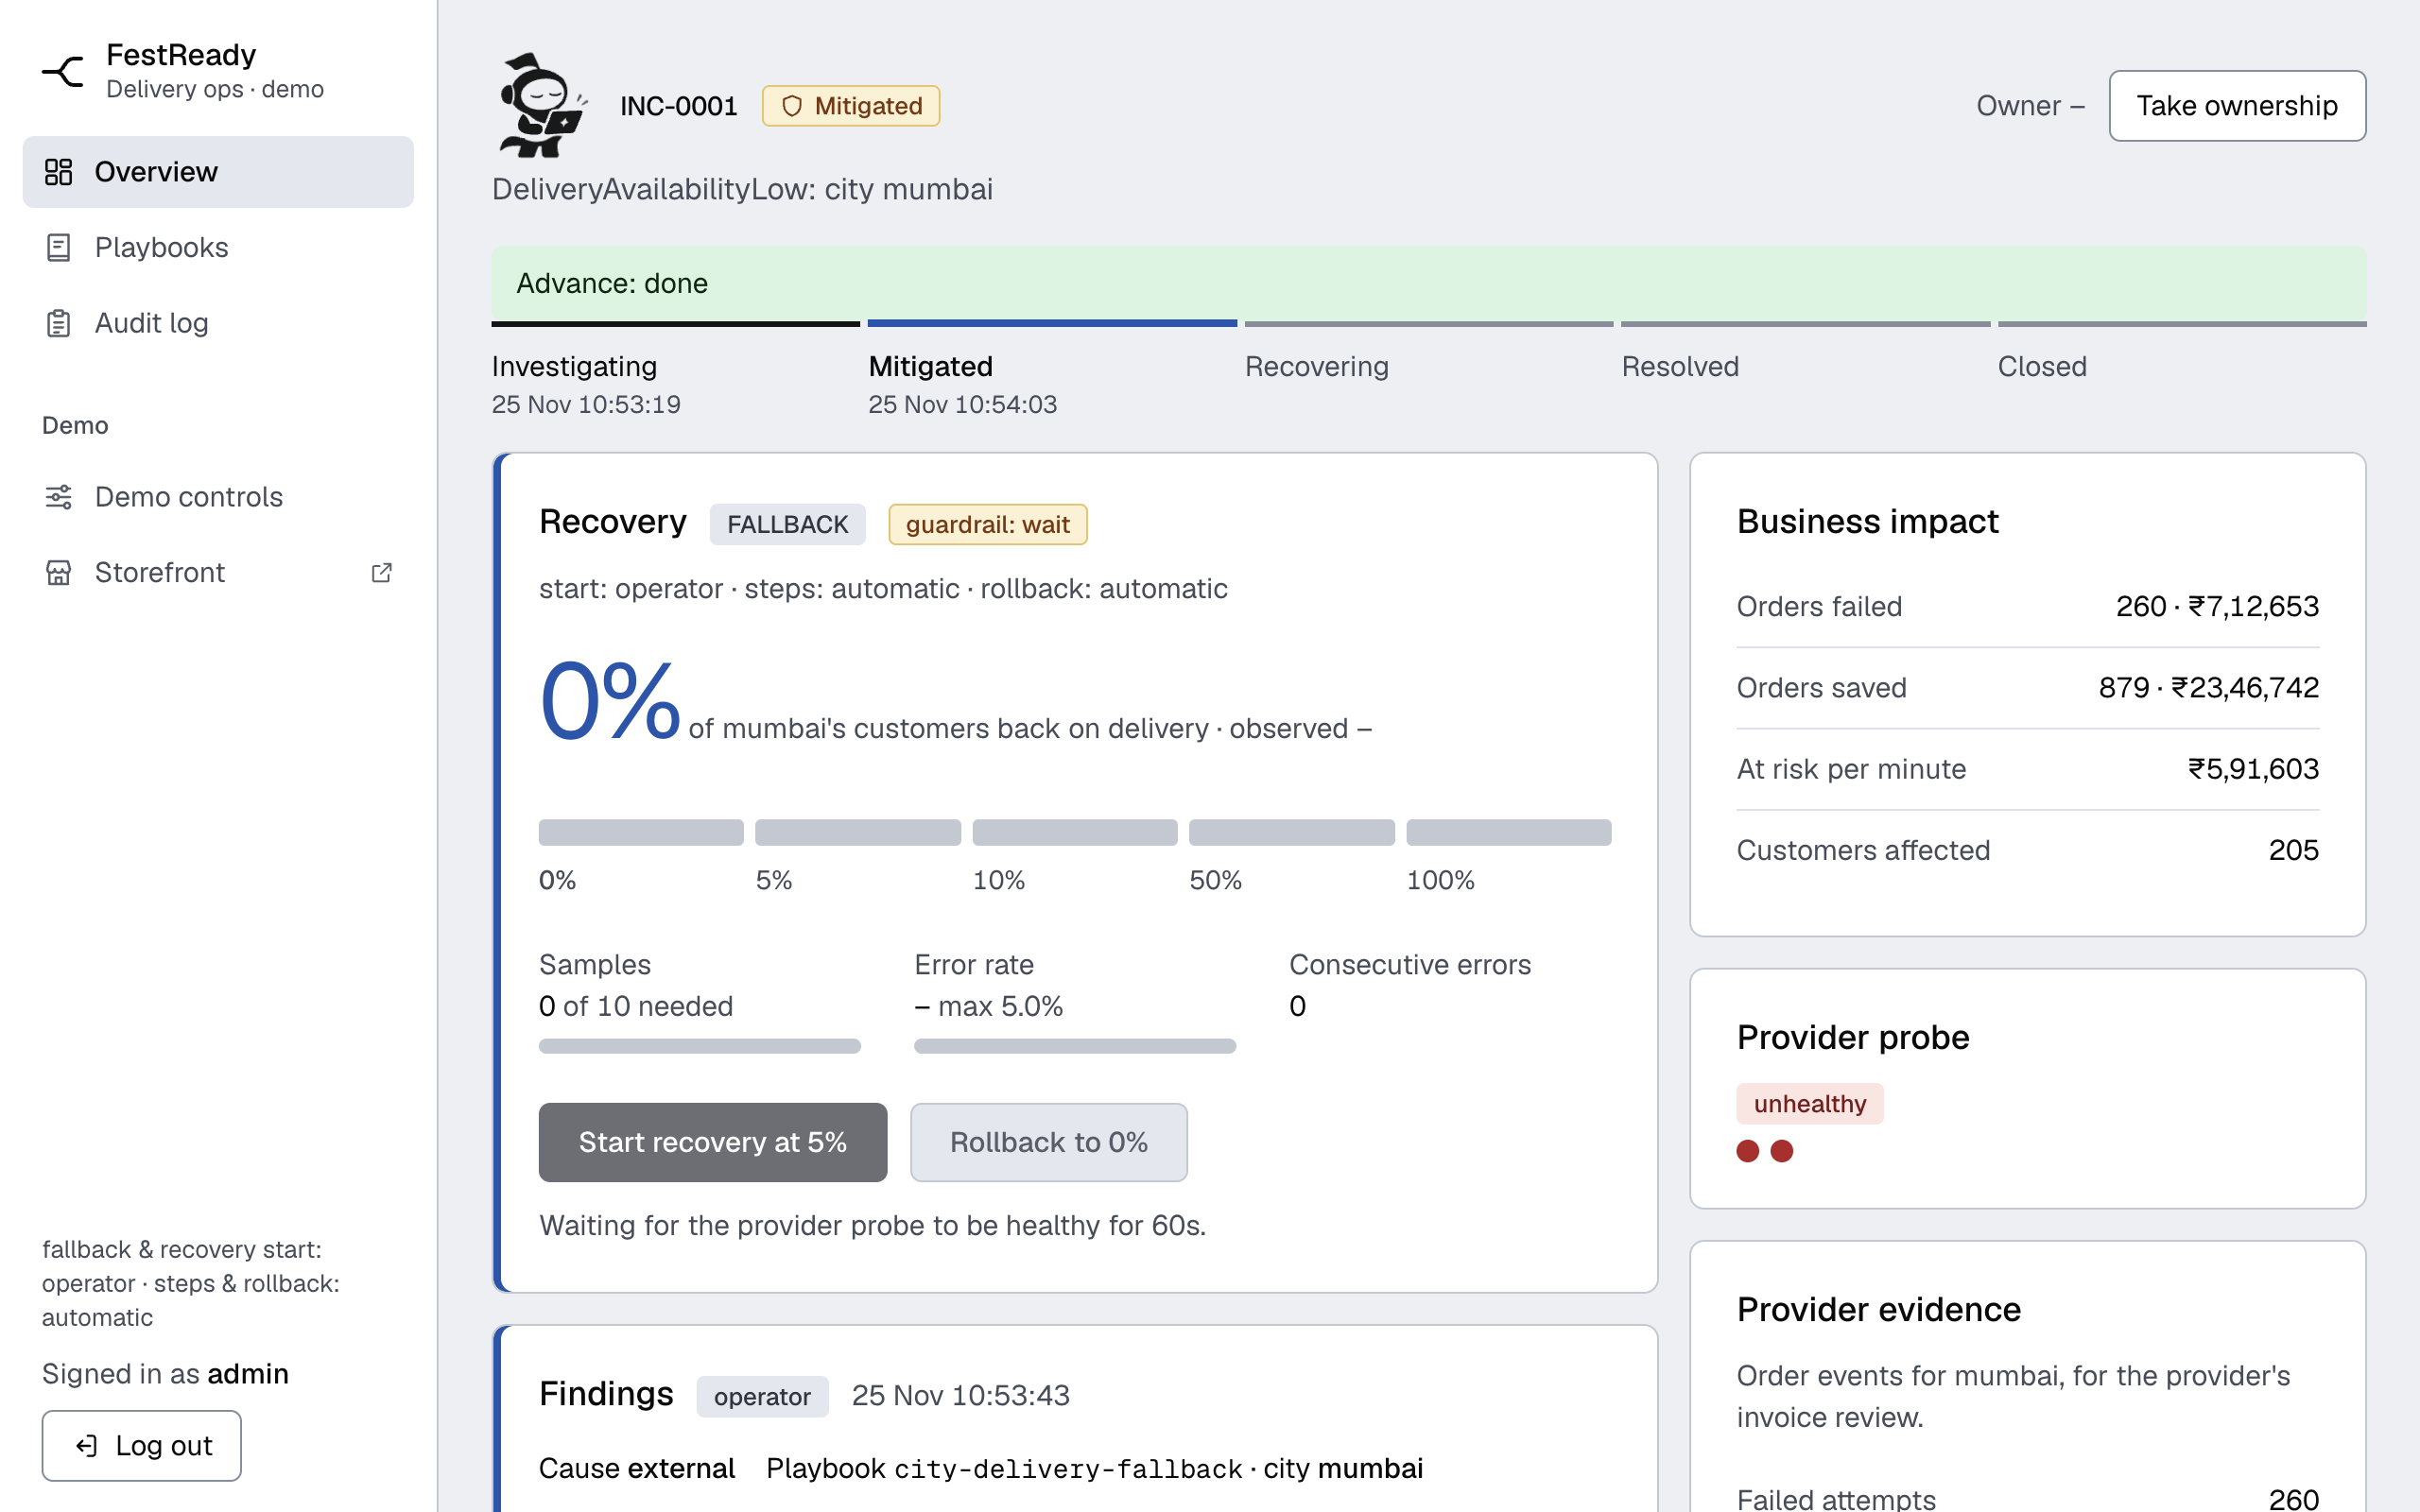 FestReady
Delivery ops · demo
Overview
Playbooks
Audit log
Demo
Demo controls
Storefront
fallback & recovery start:
operator · steps & rollback:
automatic
Signed in as admin
Log out
INC-0001
Mitigated
Owner –
Take ownership
DeliveryAvailabilityLow: city mumbai
Advance: done
Investigating
25 Nov 10:53:19
Mitigated
25 Nov 10:54:03
Recovering
Resolved
Closed
Recovery
FALLBACK
guardrail: wait
start: operator · steps: automatic · rollback: automatic
0% of mumbai's customers back on delivery · observed –
0%
5%
10%
50%
100%
Samples
0 of 10 needed
Error rate
– max 5.0%
Consecutive errors
0
Start recovery at 5%
Rollback to 0%
Waiting for the provider probe to be healthy for 60s.
Findings
operator
25 Nov 10:53:43
Cause external
Playbook city-delivery-fallback · city mumbai
Business impact
Orders failed
260 · ₹7,12,653
Orders saved
879 · ₹23,46,742
At risk per minute
₹5,91,603
Customers affected
205
Provider probe
unhealthy
Provider evidence
Order events for mumbai, for the provider's
invoice review.
Failed attempts
260